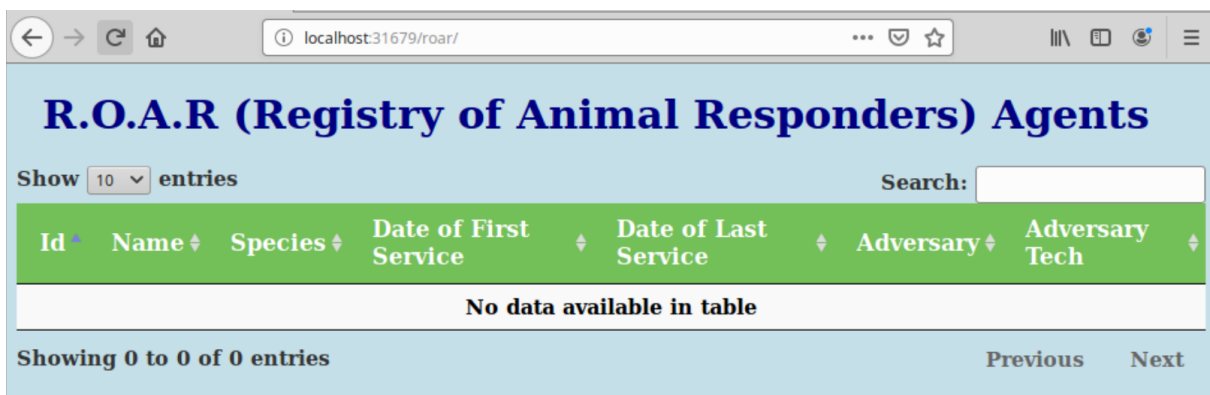 localhost:31679/roar/
R.O.A.R (Registry of Animal Responders) Agents
Show 10 entries
Search:
Id Name Species Date of First Service Date of Last Service Adversary Adversary Tech
No data available in table
Showing 0 to 0 of 0 entries
Previous Next